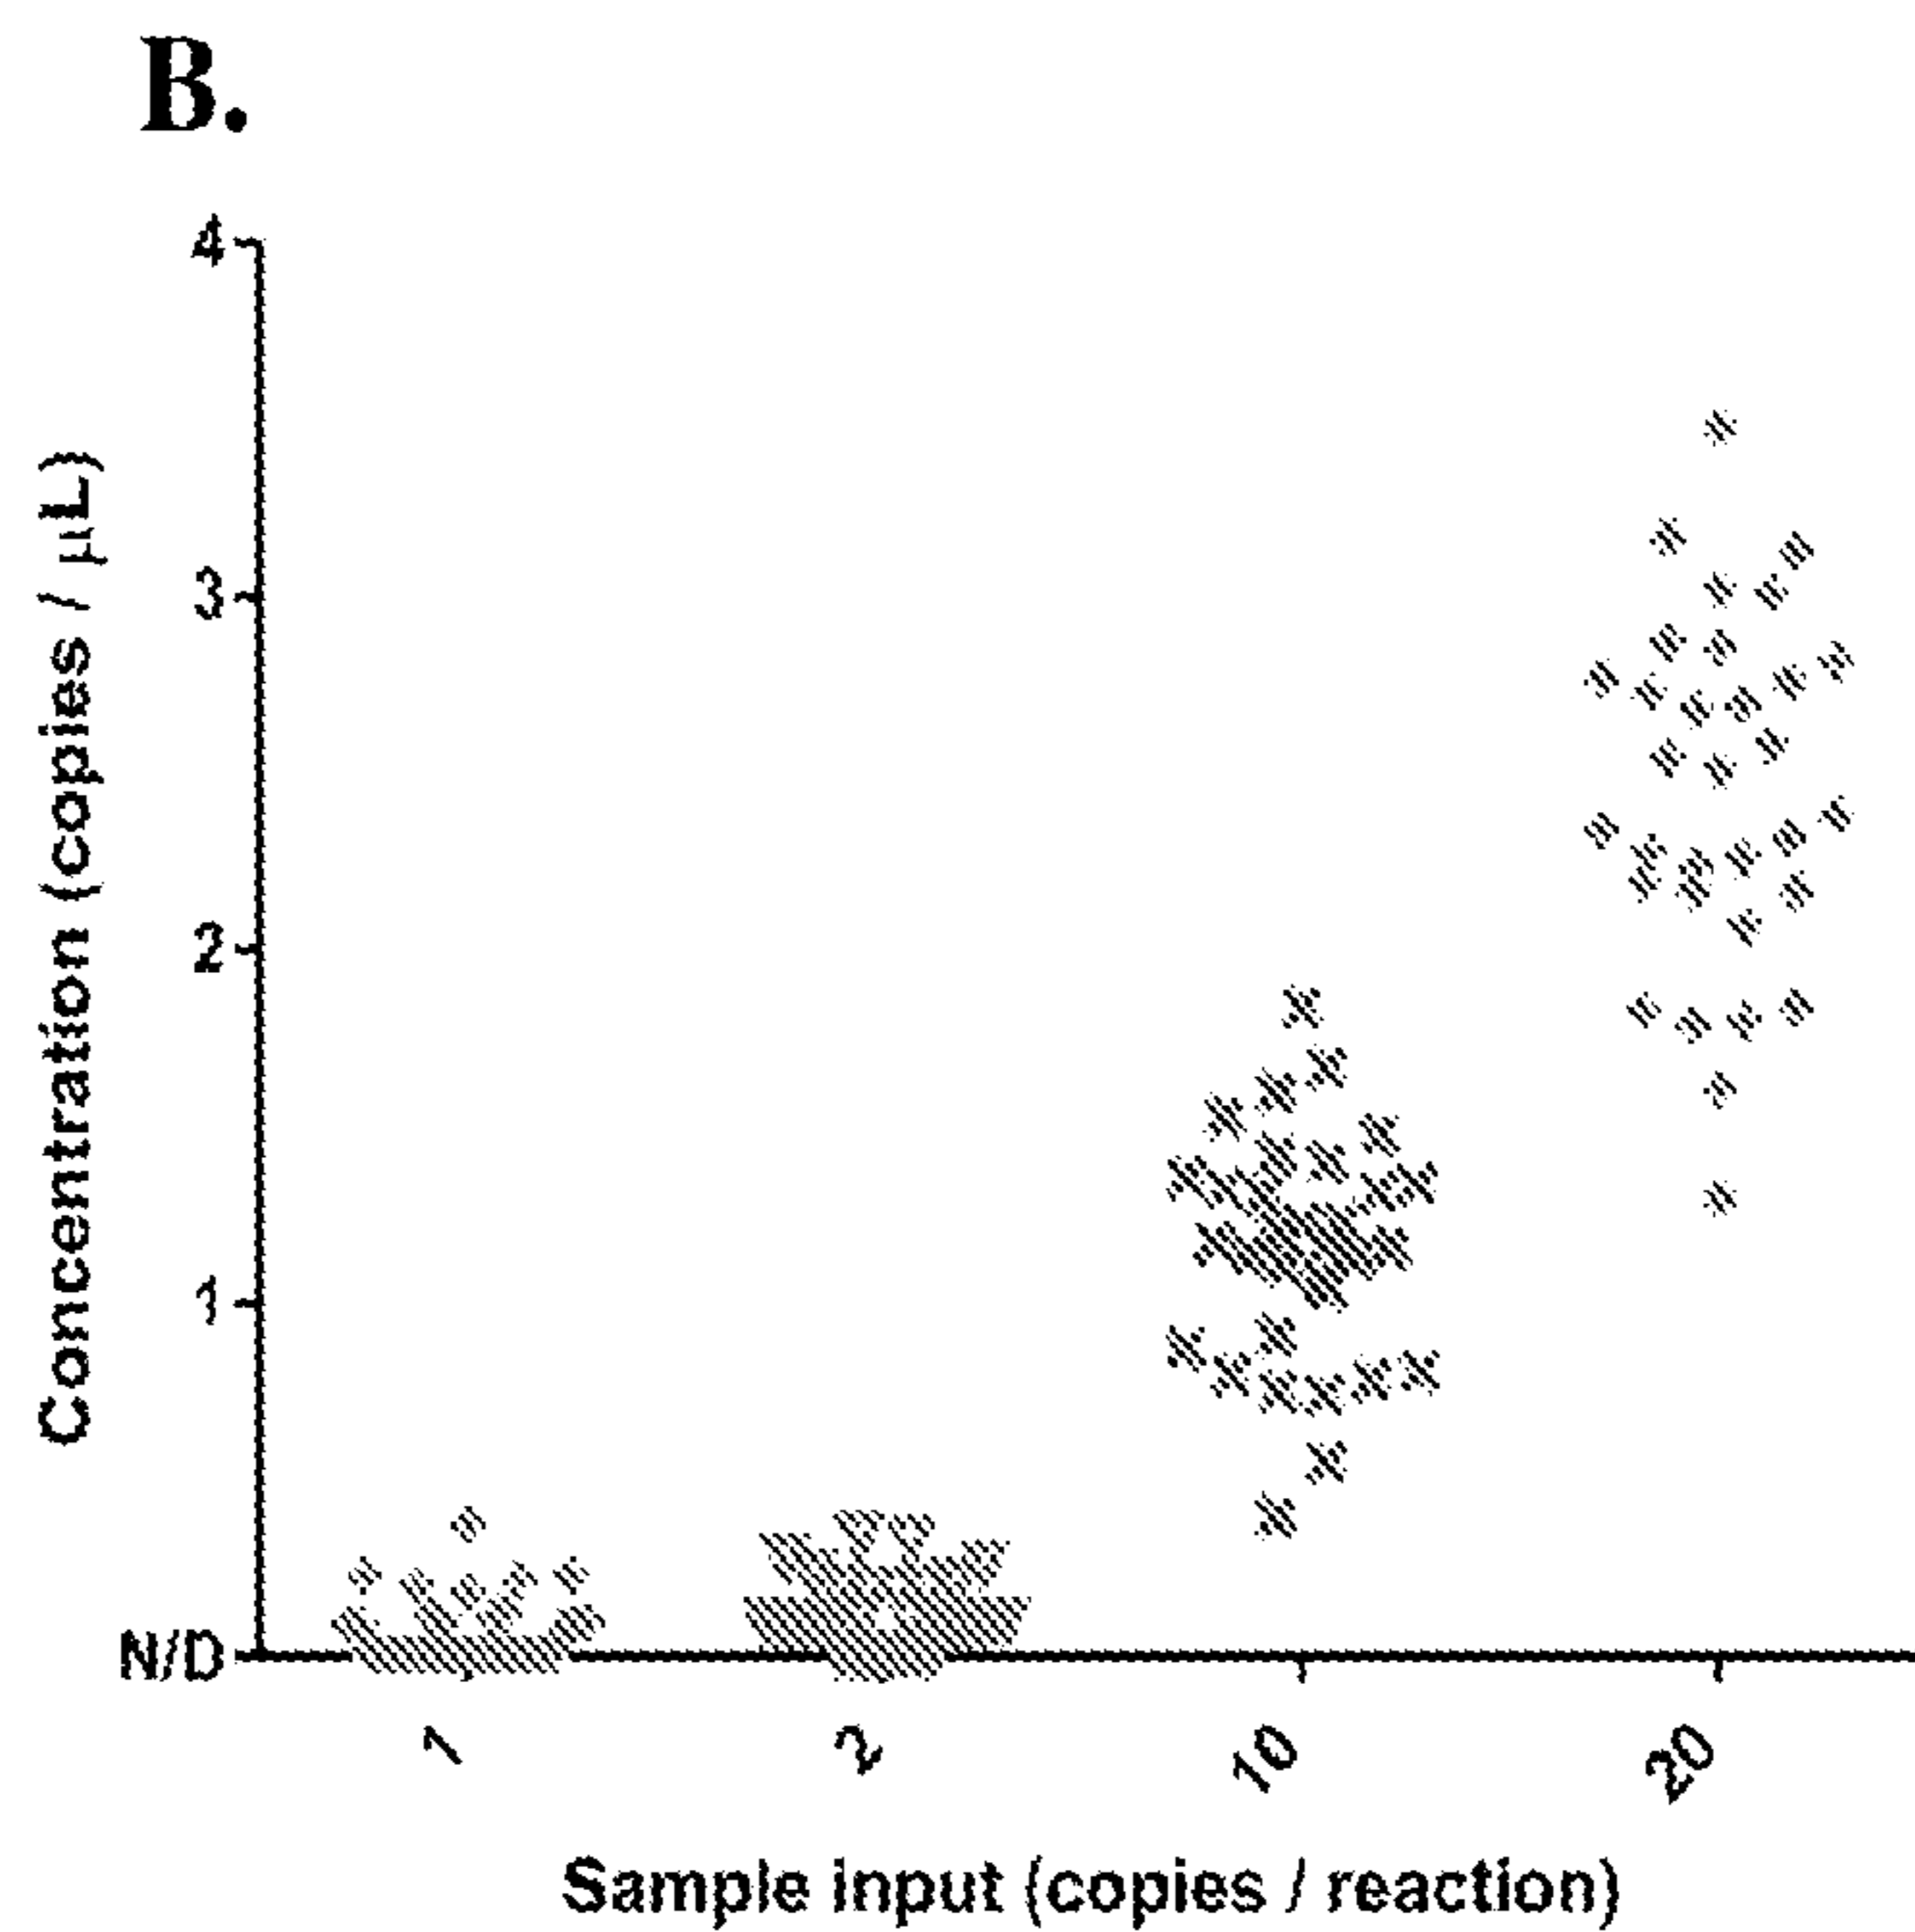 B.
Concentration (copies / μL)
4
3
2
1
N/D
1 2 10 20
Sample input (copies / reaction)